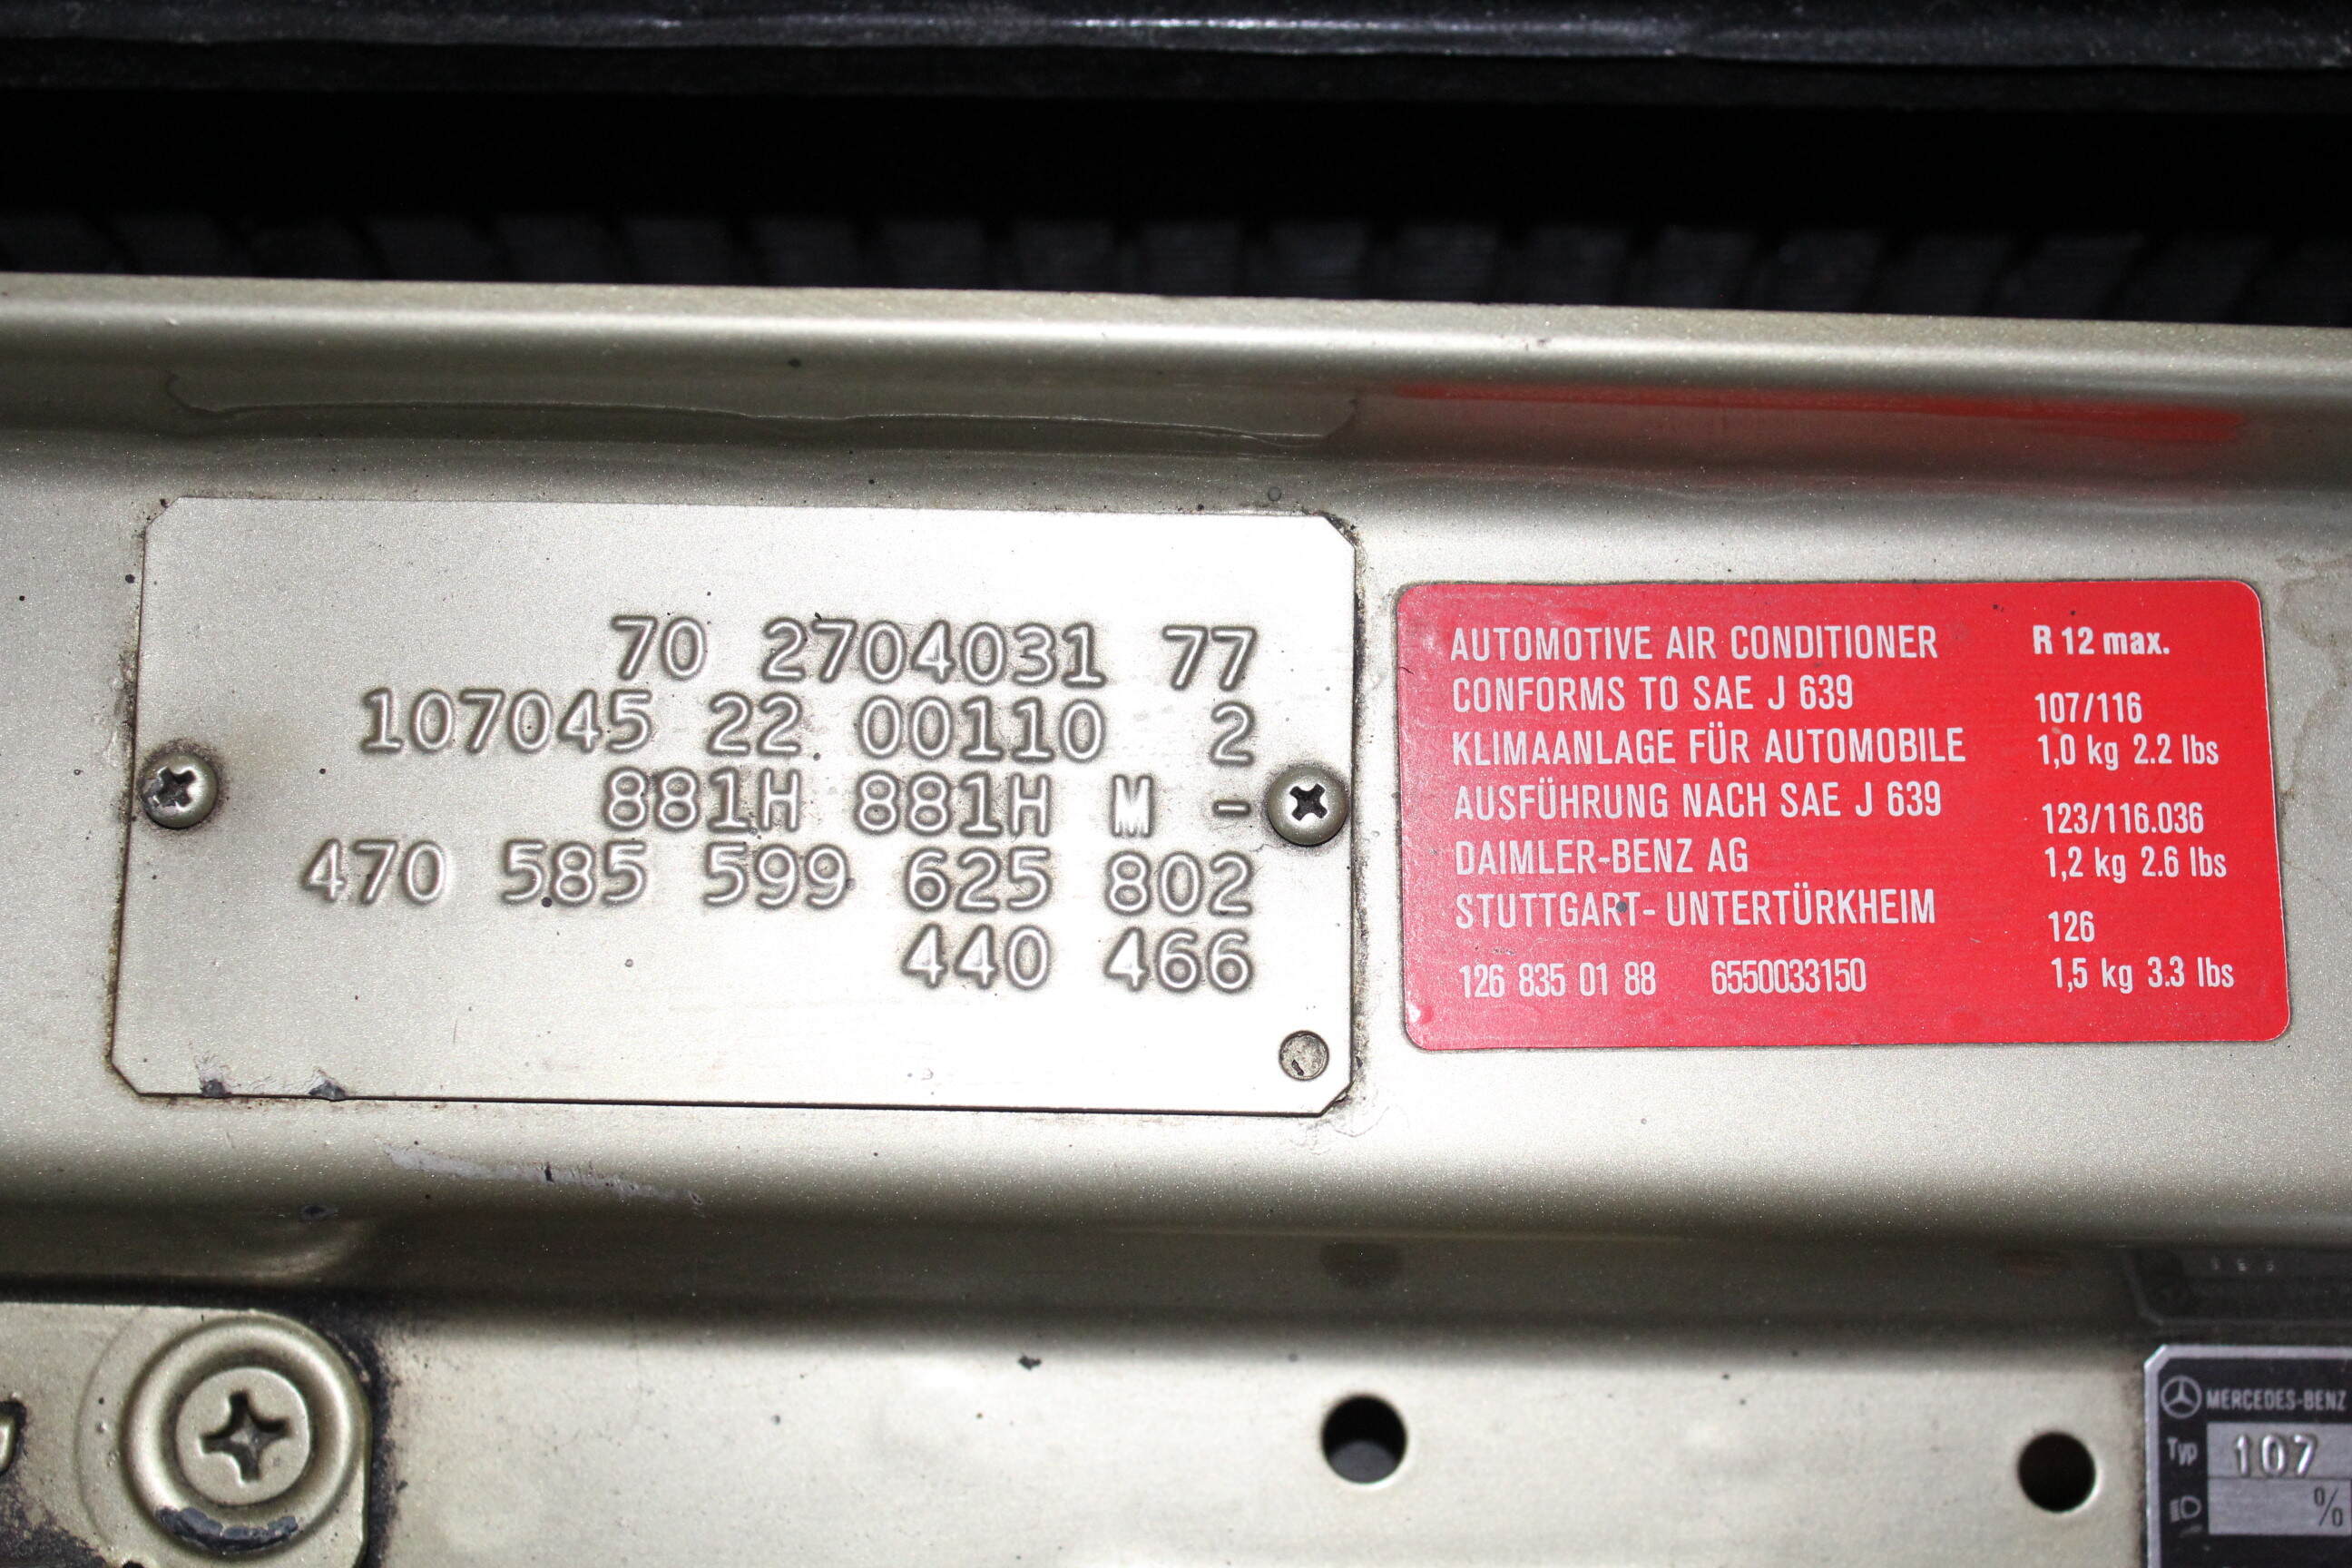 70 2704031 77
107045 22 00110 2
881H 881H M -
470 585 599 625 802
440 466
AUTOMOTIVE AIR CONDITIONER R 12 max.
CONFORMS TO SAE J 639 107/116
KLIMAANLAGE FÜR AUTOMOBILE 1,0 kg 2.2 lbs
AUSFÜHRUNG NACH SAE J 639 123/116.036
DAIMLER-BENZ AG 1,2 kg 2.6 lbs
STUTTGART- UNTERTÜRKHEIM 126
126 835 01 88 6550033150 1,5 kg 3.3 lbs
MERCEDES-BENZ
Typ 107
%